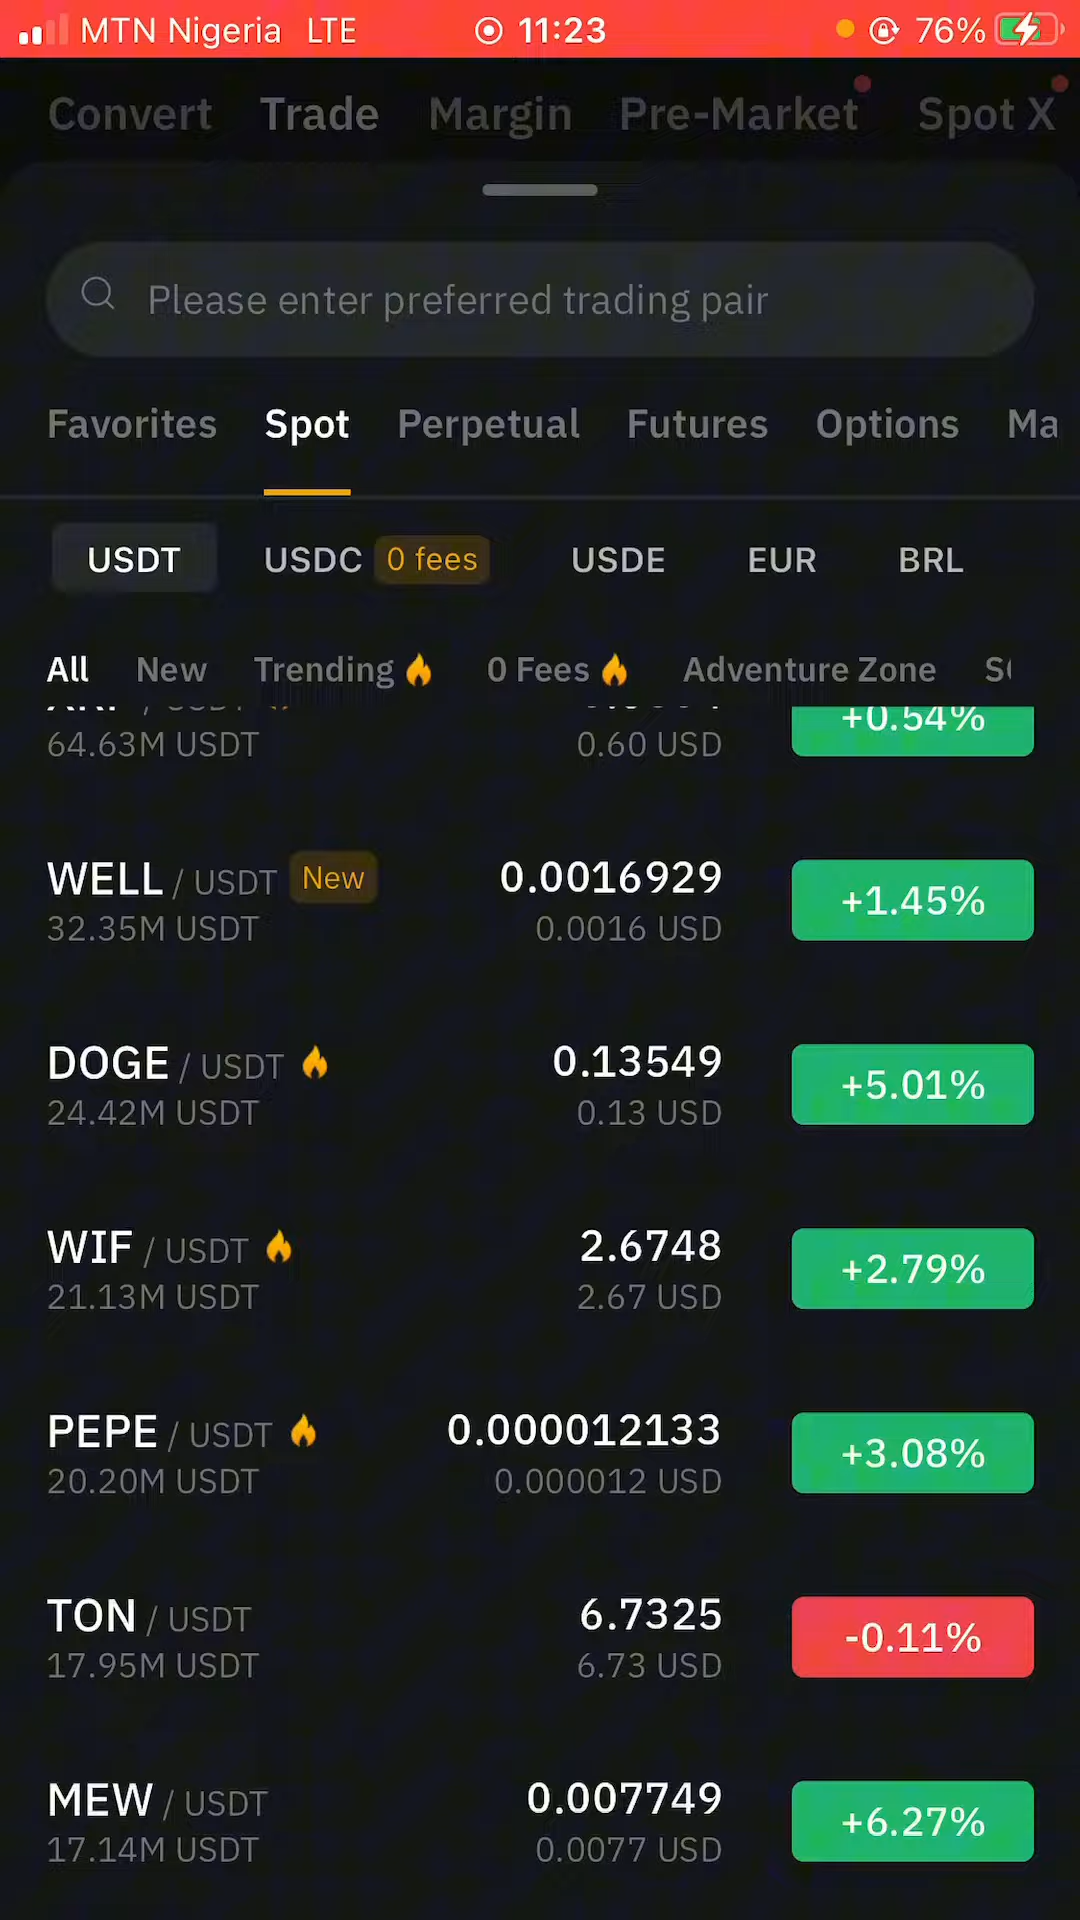 MTN Nigeria LTE 11:23 76%
Convert Trade Margin Pre-Market Spot X
Please enter preferred trading pair
Favorites Spot Perpetual Futures Options Ma
USDT USDC 0 fees USDE EUR BRL
All New Trending 0 Fees Adventure Zone
+0.54%
64.63M USDT 0.60 USD
WELL / USDT New 0.0016929 +1.45%
32.35M USDT 0.0016 USD
DOGE / USDT 0.13549 +5.01%
24.42M USDT 0.13 USD
WIF / USDT 2.6748 +2.79%
21.13M USDT 2.67 USD
PEPE / USDT 0.000012133 +3.08%
20.20M USDT 0.000012 USD
TON / USDT 6.7325 -0.11%
17.95M USDT 6.73 USD
MEW / USDT 0.007749 +6.27%
17.14M USDT 0.0077 USD